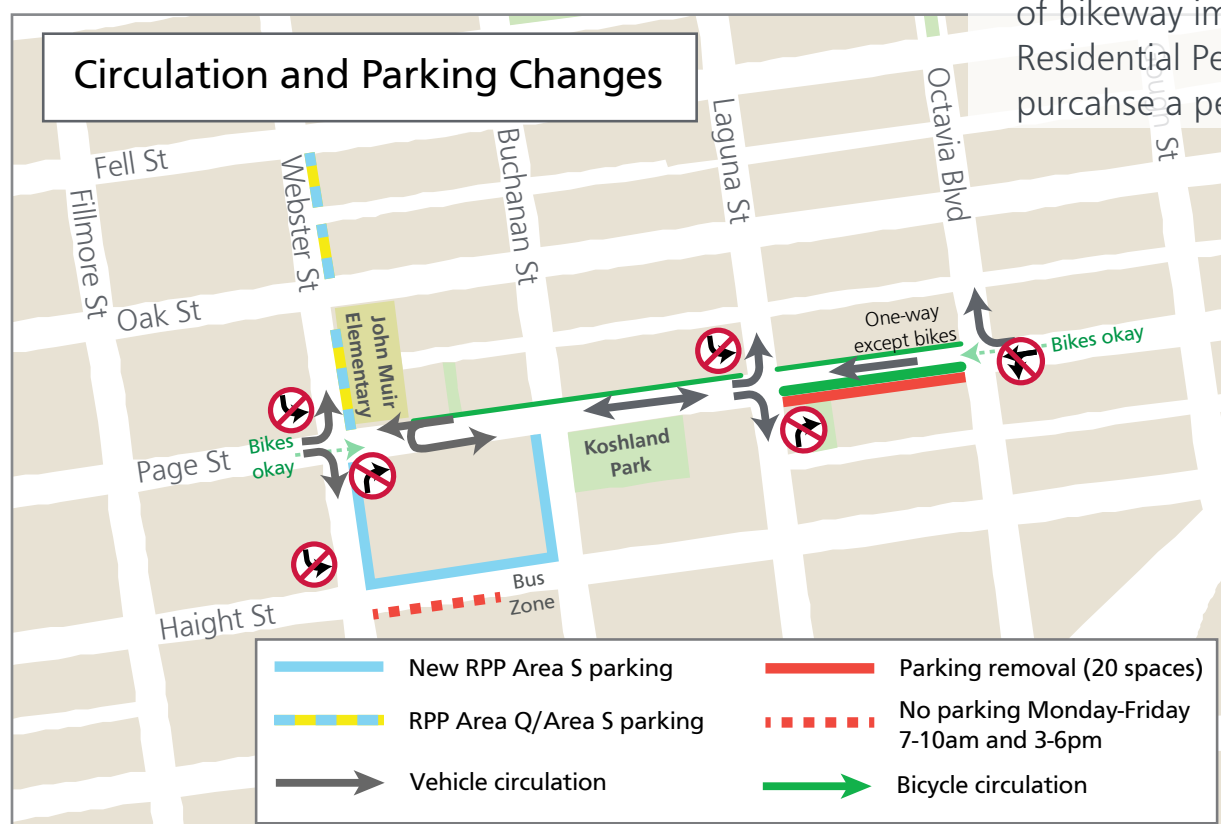 of bikeway im
Residential Pe
purcahse a pe
Circulation and Parking Changes
Fell St
Fillmore St
Webster St
Buchanan St
Laguna St
Octavia Blvd
Gough St
Oak St
John Muir
Elementary
One-way
except bikes
Bikes okay
Koshland
Park
Page St
Bikes
okay
Bus
Zone
Haight St
New RPP Area S parking
RPP Area Q/Area S parking
Vehicle circulation
Parking removal (20 spaces)
No parking Monday-Friday
7-10am and 3-6pm
Bicycle circulation